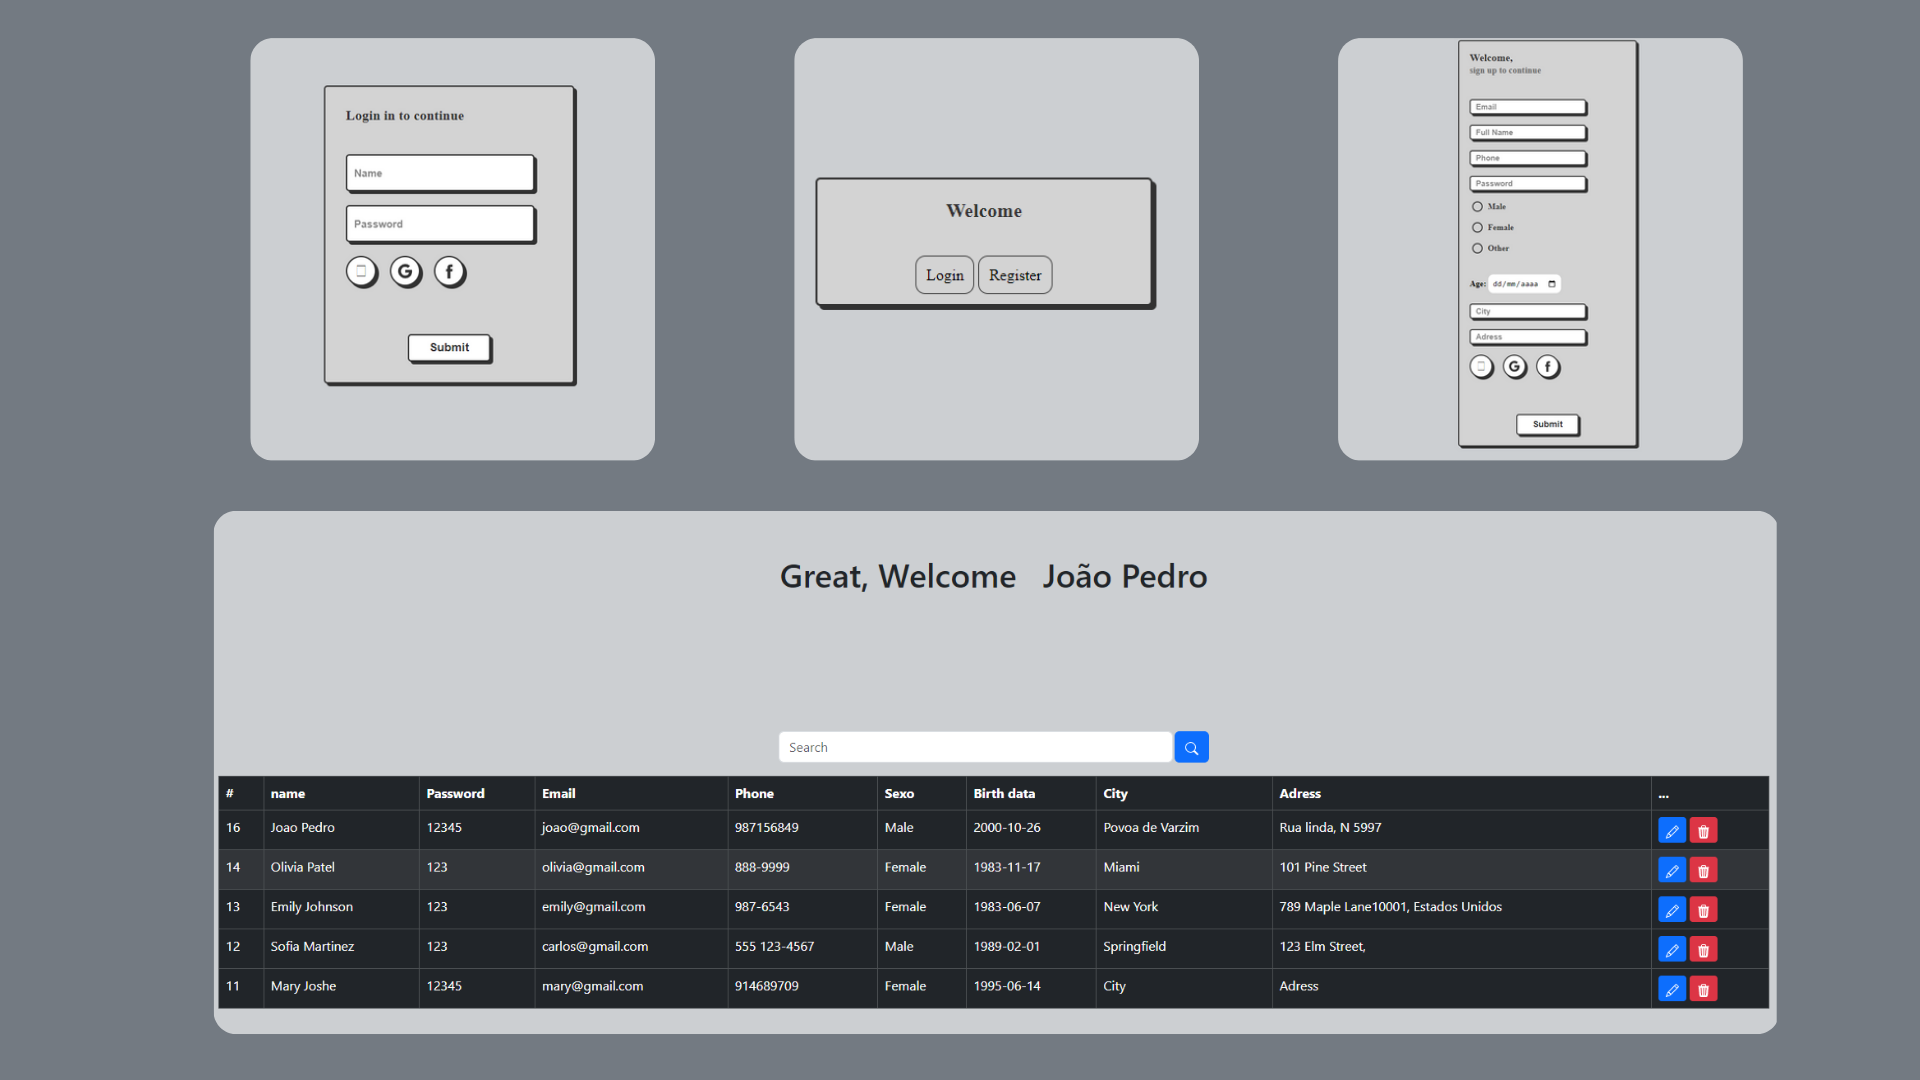 Login in to continue
Name
Password
G f
Submit
Welcome
Login Register
Welcome,
sign up to continue
Email
Full Name
Phone
Password
Male
Female
Other
Age: dd/mm/aaaa
City
Adress
G f
Submit
Great, Welcome João Pedro
Search
# name Password Email Phone Sexo Birth data City Adress ...
16 Joao Pedro 12345 joao@gmail.com 987156849 Male 2000-10-26 Povoa de Varzim Rua linda, N 5997
14 Olivia Patel 123 olivia@gmail.com 888-9999 Female 1983-11-17 Miami 101 Pine Street
13 Emily Johnson 123 emily@gmail.com 987-6543 Female 1983-06-07 New York 789 Maple Lane10001, Estados Unidos
12 Sofia Martinez 123 carlos@gmail.com 555 123-4567 Male 1989-02-01 Springfield 123 Elm Street,
11 Mary Joshe 12345 mary@gmail.com 914689709 Female 1995-06-14 City Adress